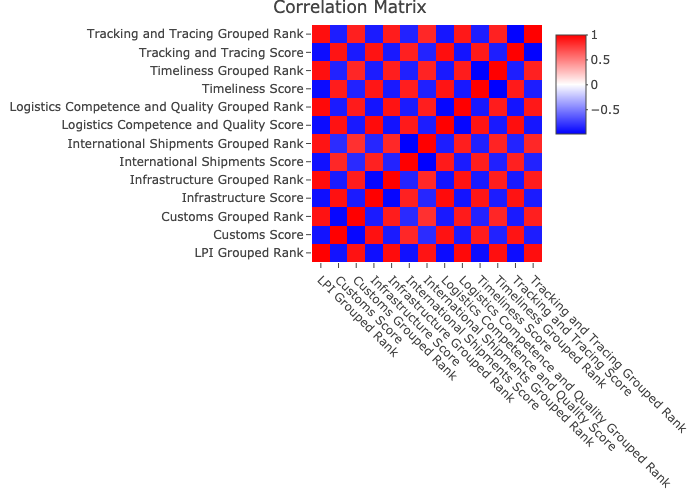 Correlation Matrix
Tracking and Tracing Grouped Rank
Tracking and Tracing Score
Timeliness Grouped Rank
Timeliness Score
Logistics Competence and Quality Grouped Rank
Logistics Competence and Quality Score
International Shipments Grouped Rank
International Shipments Score
Infrastructure Grouped Rank
Infrastructure Score
Customs Grouped Rank
Customs Score
LPI Grouped Rank
LPI Grouped Rank
Customs Score
Customs Grouped Rank
Infrastructure Score
Infrastructure Grouped Rank
International Shipments Score
International Shipments Grouped Rank
Logistics Competence and Quality Score
Logistics Competence and Quality Grouped Rank
Timeliness Score
Timeliness Grouped Rank
Tracking and Tracing Score
Tracking and Tracing Grouped Rank
1
0.5
0
−0.5